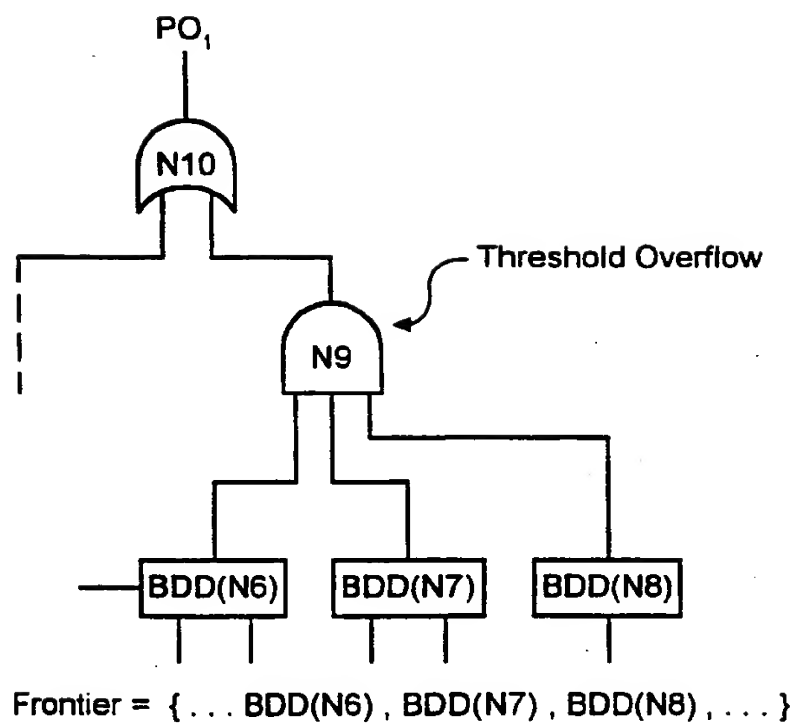 PO₁
N10
Threshold Overflow
N9
BDD(N6)
BDD(N7)
BDD(N8)
Frontier = { . . . BDD(N6) , BDD(N7) , BDD(N8) , . . . }